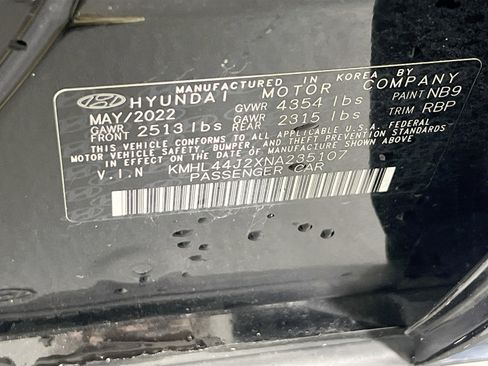 MANUFACTURED IN KOREA BY
HYUNDAI MOTOR COMPANY
MAY/2022 GVWR 4354 lbs PAINT NB9
GAWR FRONT 2513 lbs GAWR REAR 2315 lbs TRIM RBP
THIS VEHICLE CONFORMS TO ALL APPLICABLE U.S.A FEDERAL
MOTOR VEHICLE SAFETY, BUMPER, AND THEFT PREVENTION STANDARDS
IN EFFECT ON THE DATE OF MANUFACTURE SHOWN ABOVE.
V.I.N KMHL44J2XNA235107
PASSENGER CAR